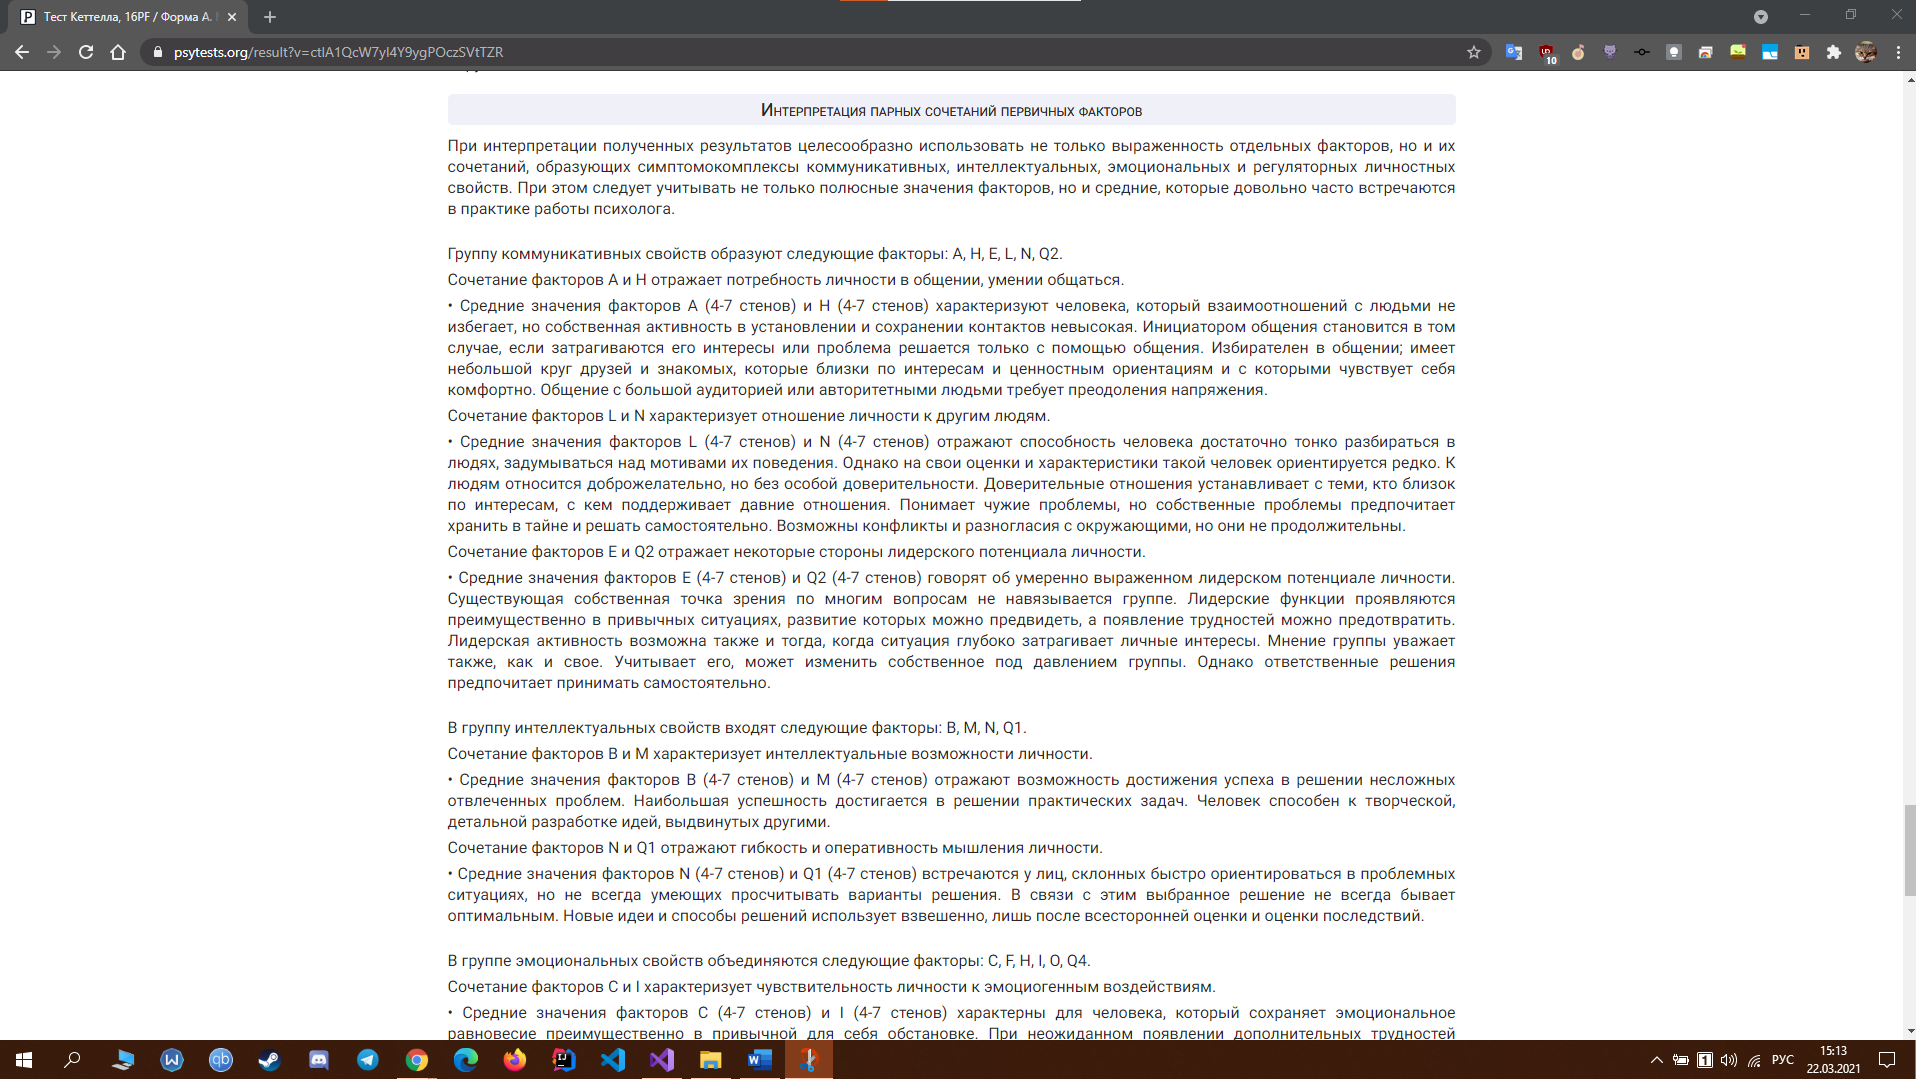 Тест Кеттелла, 16PF / Форма А.
psytests.org/result?v=ctlA1QcW7yl4Y9ygPOczSVtTZR
10
Интерпретация парных сочетаний первичных факторов
При интерпретации полученных результатов целесообразно использовать не только выраженность отдельных факторов, но и их
сочетаний, образующих симптомокомплексы коммуникативных, интеллектуальных, эмоциональных и регуляторных личностных
свойств. При этом следует учитывать не только полюсные значения факторов, но и средние, которые довольно часто встречаются
в практике работы психолога.
Группу коммуникативных свойств образуют следующие факторы: A, H, E, L, N, Q2.
Сочетание факторов A и H отражает потребность личности в общении, умении общаться.
• Средние значения факторов A (4-7 стенов) и H (4-7 стенов) характеризуют человека, который взаимоотношений с людьми не
избегает, но собственная активность в установлении и сохранении контактов невысокая. Инициатором общения становится в том
случае, если затрагиваются его интересы или проблема решается только с помощью общения. Избирателен в общении; имеет
небольшой круг друзей и знакомых, которые близки по интересам и ценностным ориентациям и с которыми чувствует себя
комфортно. Общение с большой аудиторией или авторитетными людьми требует преодоления напряжения.
Сочетание факторов L и N характеризует отношение личности к другим людям.
• Средние значения факторов L (4-7 стенов) и N (4-7 стенов) отражают способность человека достаточно тонко разбираться в
людях, задумываться над мотивами их поведения. Однако на свои оценки и характеристики такой человек ориентируется редко. К
людям относится доброжелательно, но без особой доверительности. Доверительные отношения устанавливает с теми, кто близок
по интересам, с кем поддерживает давние отношения. Понимает чужие проблемы, но собственные проблемы предпочитает
хранить в тайне и решать самостоятельно. Возможны конфликты и разногласия с окружающими, но они не продолжительны.
Сочетание факторов E и Q2 отражает некоторые стороны лидерского потенциала личности.
• Средние значения факторов E (4-7 стенов) и Q2 (4-7 стенов) говорят об умеренно выраженном лидерском потенциале личности.
Существующая собственная точка зрения по многим вопросам не навязывается группе. Лидерские функции проявляются
преимущественно в привычных ситуациях, развитие которых можно предвидеть, а появление трудностей можно предотвратить.
Лидерская активность возможна также и тогда, когда ситуация глубоко затрагивает личные интересы. Мнение группы уважает
также, как и свое. Учитывает его, может изменить собственное под давлением группы. Однако ответственные решения
предпочитает принимать самостоятельно.
В группу интеллектуальных свойств входят следующие факторы: B, M, N, Q1.
Сочетание факторов B и M характеризует интеллектуальные возможности личности.
• Средние значения факторов B (4-7 стенов) и M (4-7 стенов) отражают возможность достижения успеха в решении несложных
отвлеченных проблем. Наибольшая успешность достигается в решении практических задач. Человек способен к творческой,
детальной разработке идей, выдвинутых другими.
Сочетание факторов N и Q1 отражают гибкость и оперативность мышления личности.
• Средние значения факторов N (4-7 стенов) и Q1 (4-7 стенов) встречаются у лиц, склонных быстро ориентироваться в проблемных
ситуациях, но не всегда умеющих просчитывать варианты решения. В связи с этим выбранное решение не всегда бывает
оптимальным. Новые идеи и способы решений использует взвешенно, лишь после всесторонней оценки и оценки последствий.
В группе эмоциональных свойств объединяются следующие факторы: C, F, H, I, O, Q4.
Сочетание факторов C и I характеризует чувствительность личности к эмоциогенным воздействиям.
• Средние значения факторов C (4-7 стенов) и I (4-7 стенов) характерны для человека, который сохраняет эмоциональное
равновесие преимущественно в привычной для себя обстановке. При неожиданном появлении дополнительных трудностей
РУС
15:13
22.03.2021